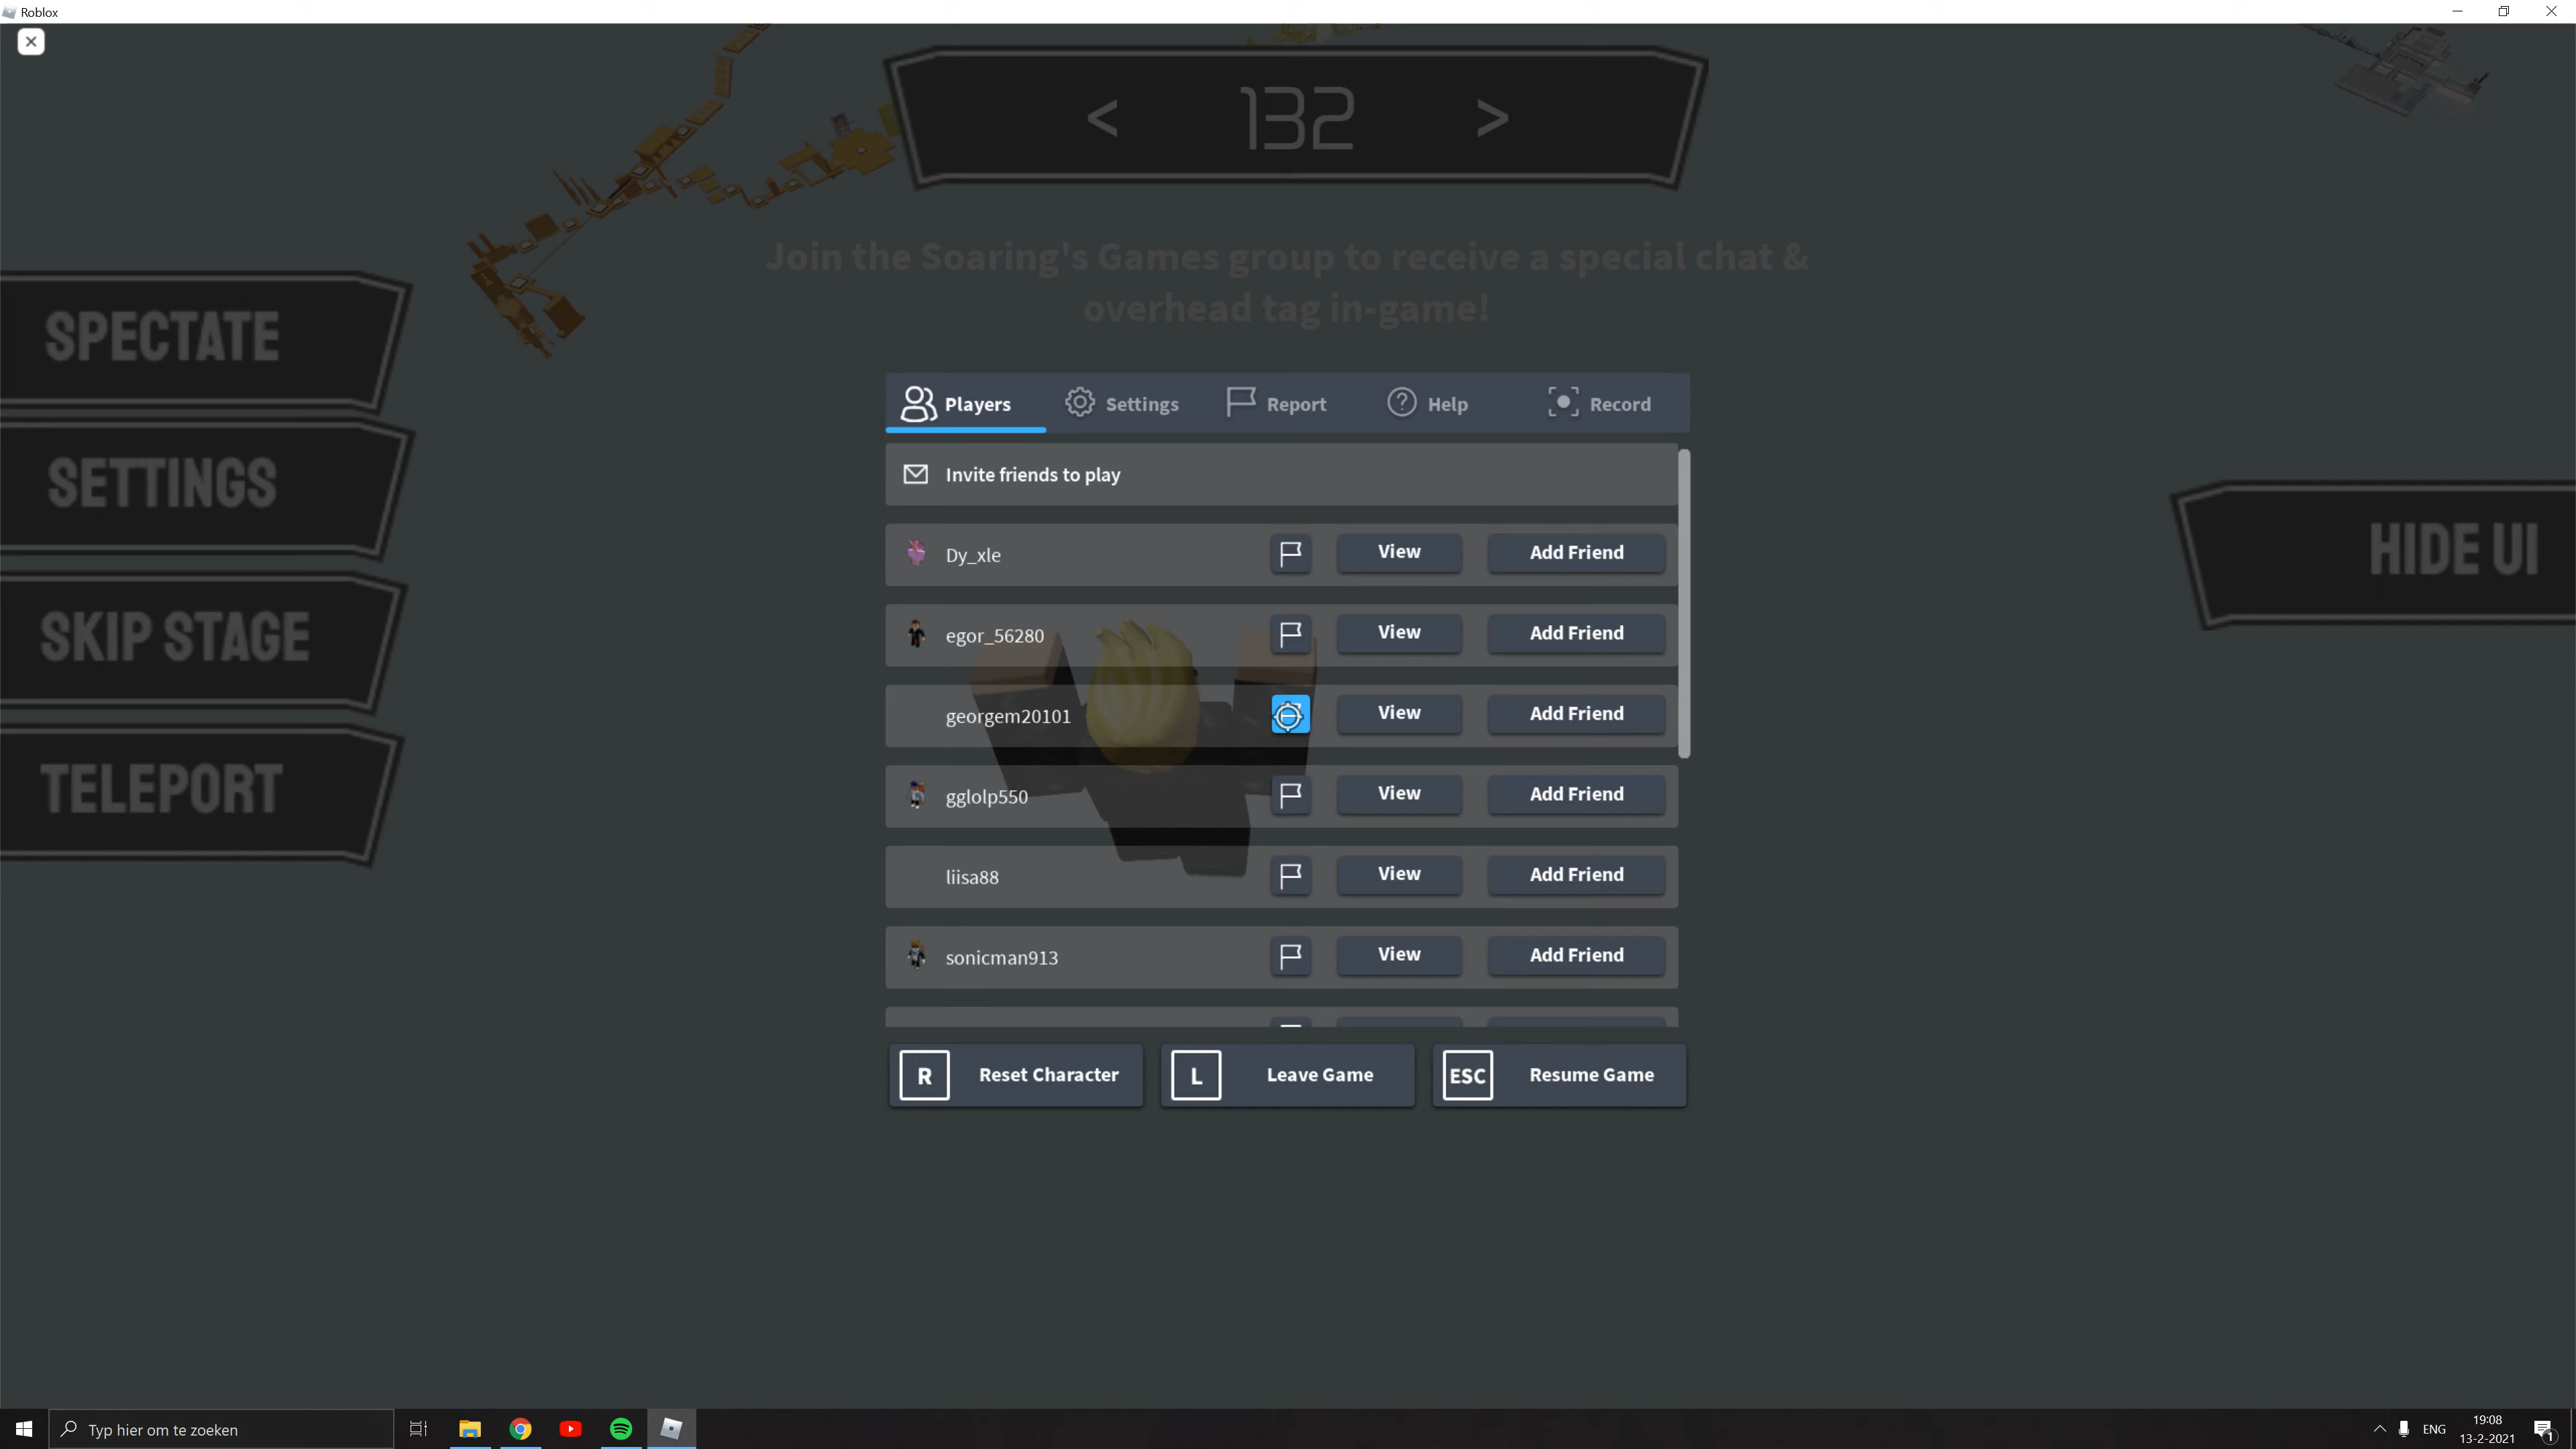 Roblox
< 132 >
Join the Soaring's Games group to receive a special chat &
overhead tag in-game!
SPECTATE
SETTINGS
SKIP STAGE
TELEPORT
HIDE UI
Players Settings Report Help Record
Invite friends to play
Dy_xle View Add Friend
egor_56280 View Add Friend
georgem20101 View Add Friend
gglolp550 View Add Friend
liisa88 View Add Friend
sonicman913 View Add Friend
R Reset Character L Leave Game ESC Resume Game
Typ hier om te zoeken
ENG
19:08
13-2-2021
1